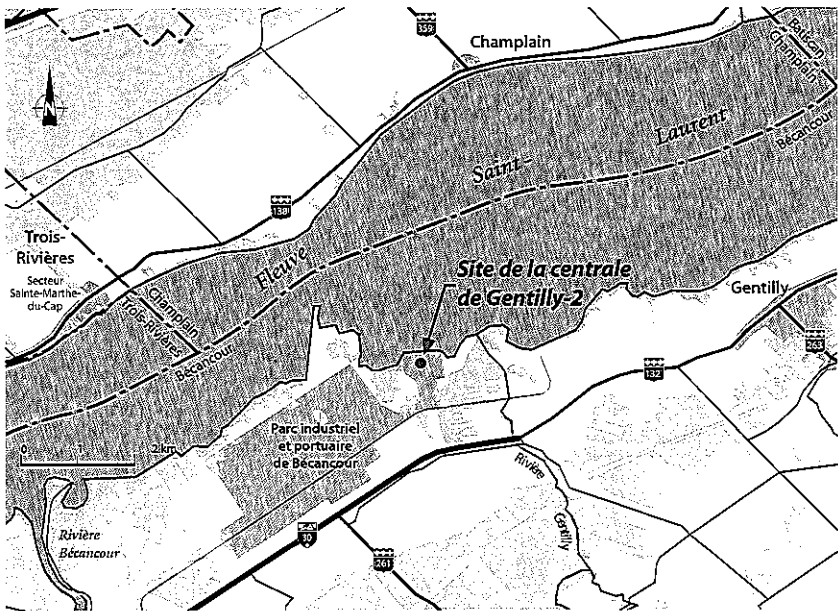 359
Champlain
Batiscan
Champlain
Bécancour
Saint-
Laurent
138
Trois-
Rivières
Secteur
Sainte-Marthe-
du-Cap
Champlain
Trois-Rivières
Bécancour
Fleuve
Site de la centrale
de Gentilly-2
Gentilly
263
132
Parc industriel
et portuaire
de Bécancour
0 1 2 km
Rivière
Gentilly
Rivière
Bécancour
30
261